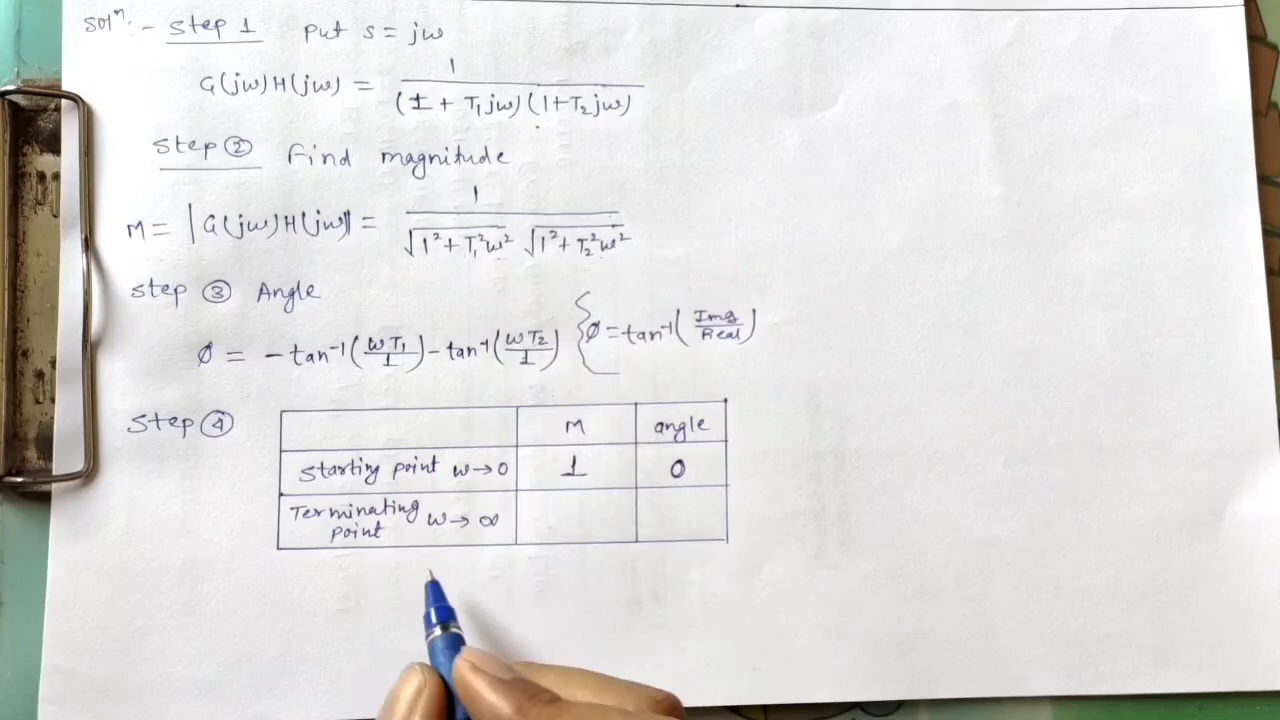 Solⁿ:- Step 1 Put s = jω
G(jω)H(jω) = 1 / (1 + T₁jω)(1+T₂jω)
Step ② Find magnitude
M = |G(jω)H(jω)| = 1 / √1²+T₁²ω² √1²+T₂²ω²
Step ③ Angle
ø = -tan⁻¹(ωT₁/1) - tan⁻¹(ωT₂/1) {ø = tan⁻¹(Img/Real)
Step ④
M angle
Starting point ω→0 1 0
Terminating point ω→∞